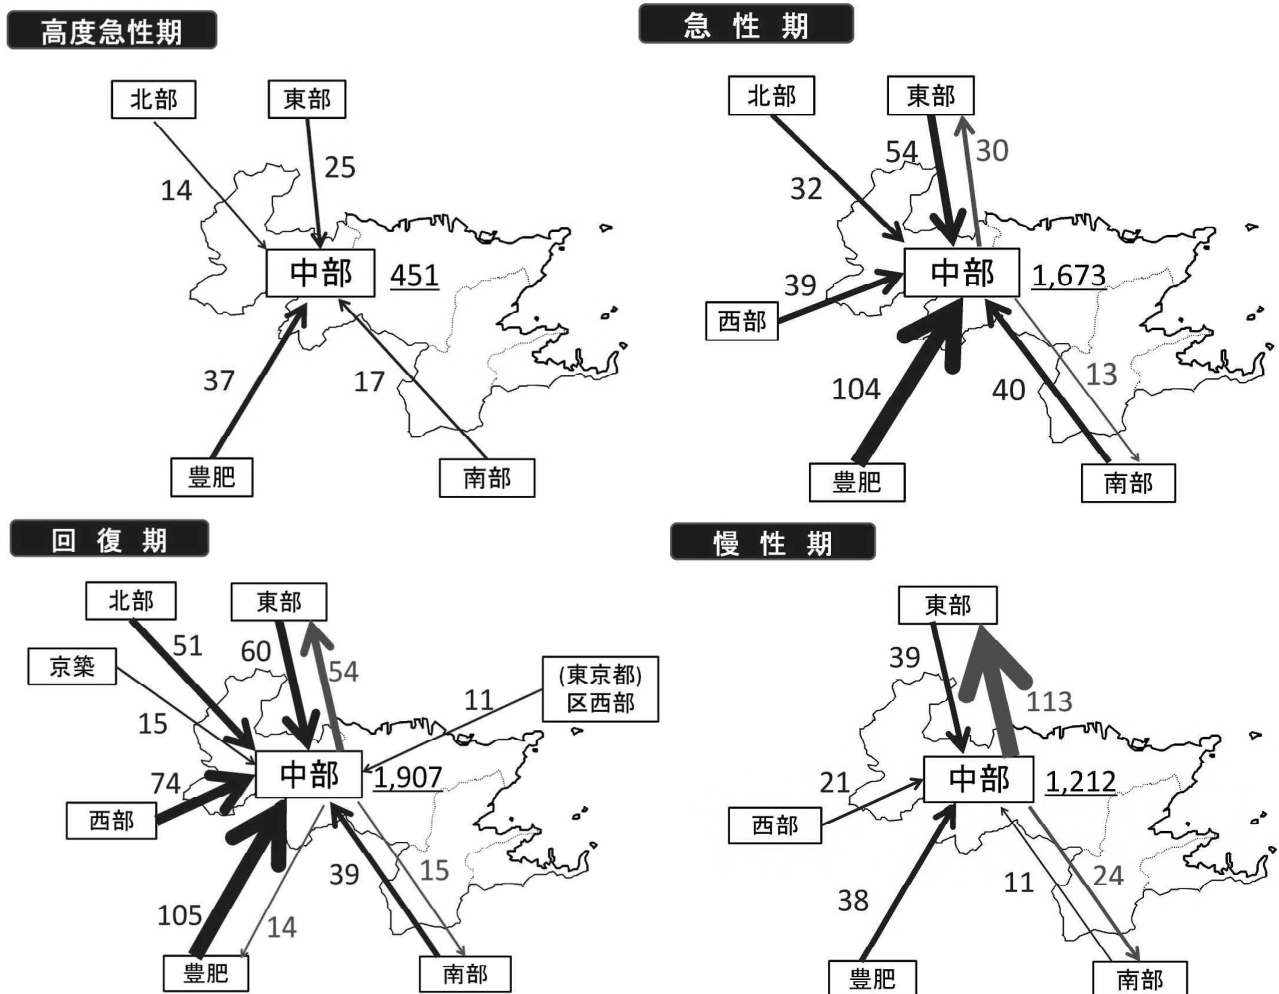 高度急性期
北部
東部
14
25
中部
451
37
17
豊肥
南部
急性期
北部
東部
54
30
32
中部
1,673
39
西部
104
40
13
豊肥
南部
回復期
北部
東部
51
60
54
京築
(東京都)
区西部
15
11
74
中部
1,907
西部
105
14
39
15
豊肥
南部
慢性期
東部
39
113
中部
1,212
21
西部
38
11
24
豊肥
南部